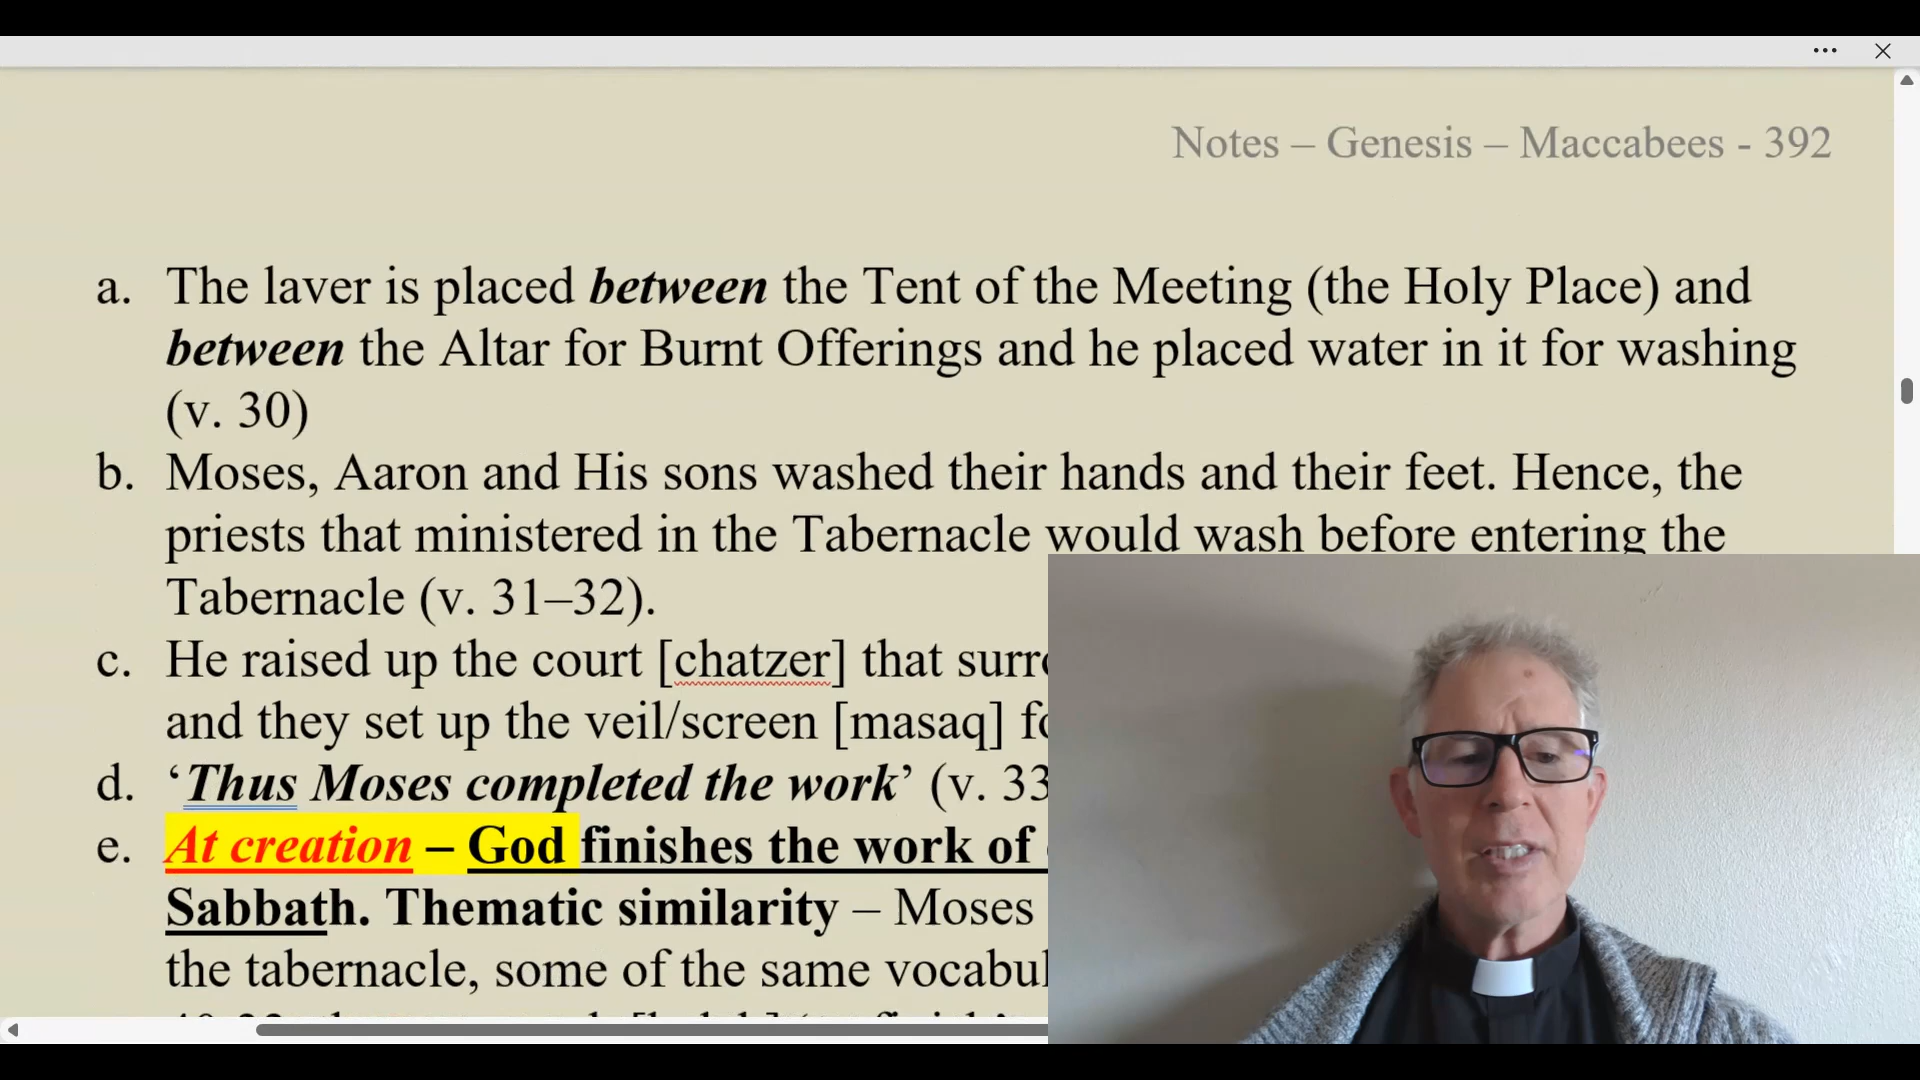 Notes – Genesis – Maccabees - 392
a. The laver is placed between the Tent of the Meeting (the Holy Place) and
between the Altar for Burnt Offerings and he placed water in it for washing
(v. 30)
b. Moses, Aaron and His sons washed their hands and their feet. Hence, the
priests that ministered in the Tabernacle would wash before entering the
Tabernacle (v. 31–32).
c. He raised up the court [chatzer] that
and they set up the veil/screen [masaq]
d. ‘Thus Moses completed the work’ (v. 33
e. At creation – God finishes the work of
Sabbath. Thematic similarity – Moses
the tabernacle, some of the same